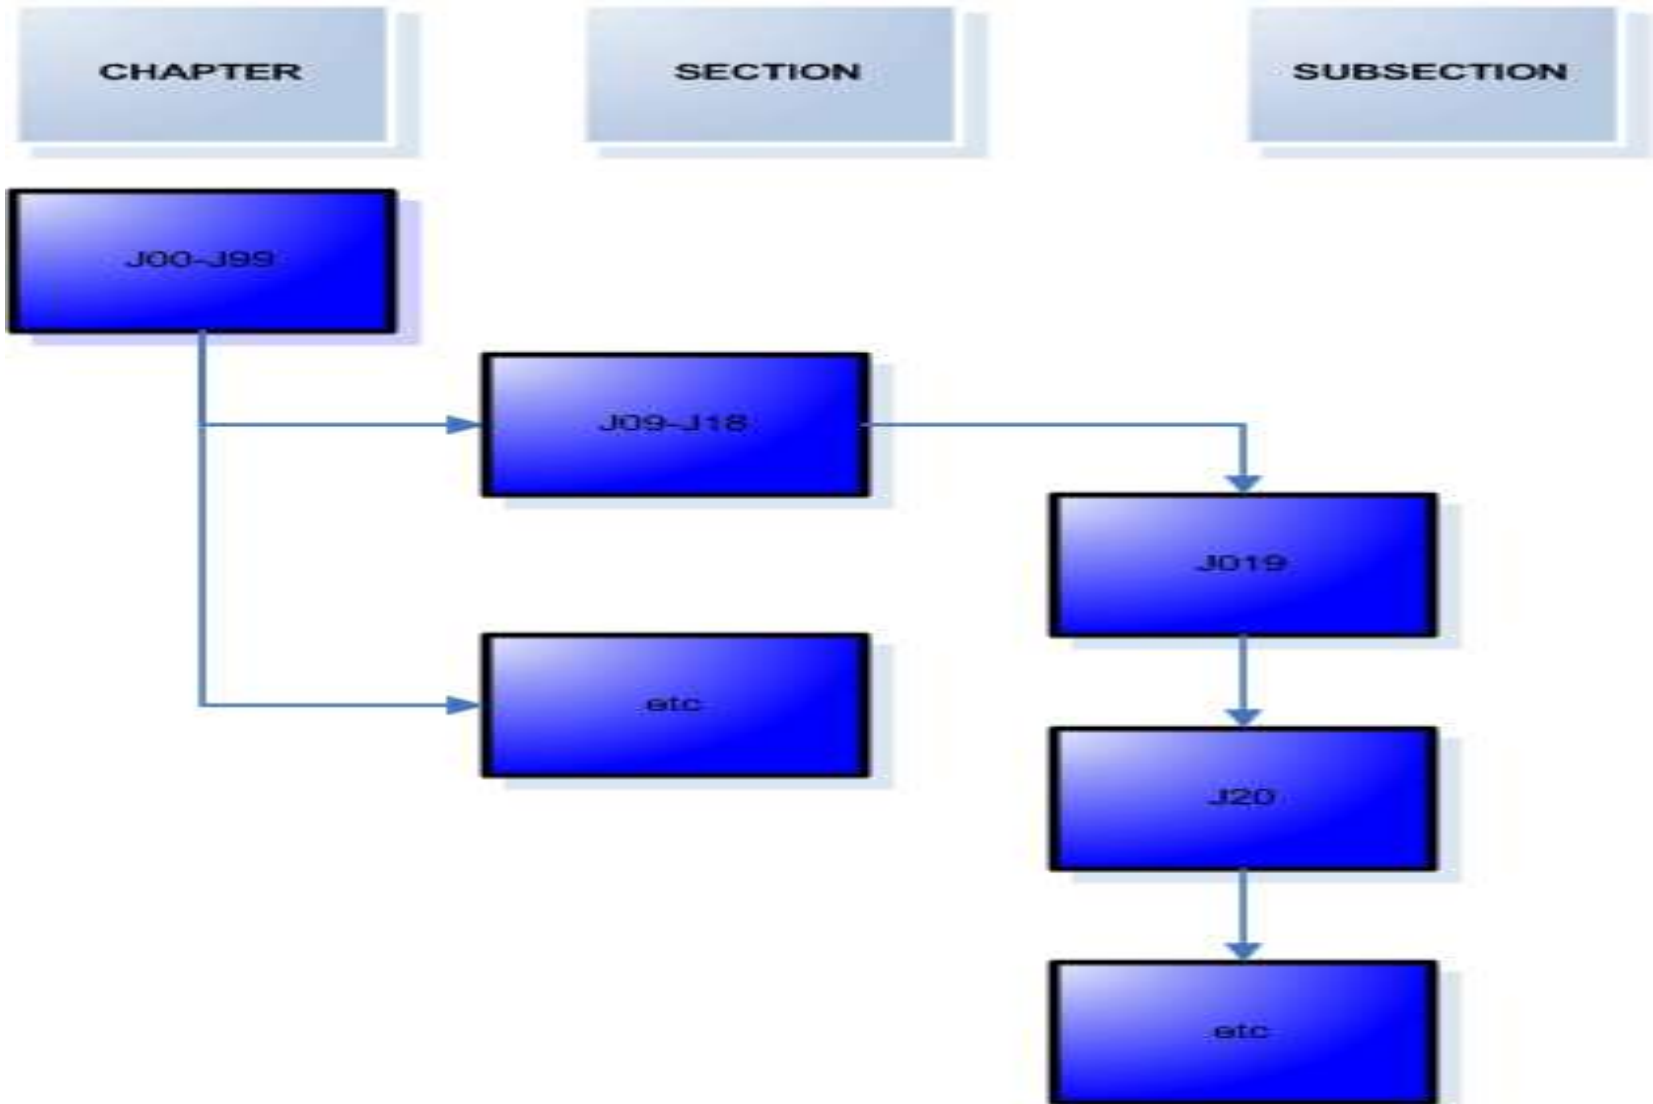 CHAPTER
SECTION
SUBSECTION
J00-J99
J09-J18
J019
etc
J20
etc